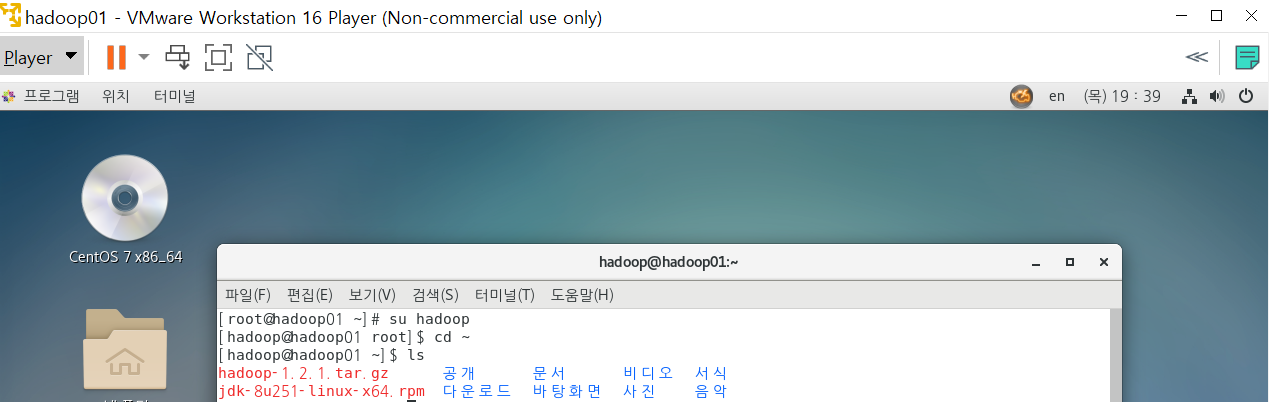 hadoop01 - VMware Workstation 16 Player (Non-commercial use only)
Player
프로그램 위치 터미널 en (목) 19 : 39
CentOS 7 x86_64
hadoop@hadoop01:~
파일(F) 편집(E) 보기(V) 검색(S) 터미널(T) 도움말(H)
[root@hadoop01 ~]# su hadoop
[hadoop@hadoop01 root]$ cd ~
[hadoop@hadoop01 ~]$ ls
hadoop-1.2.1.tar.gz 공개 문서 비디오 서식
jdk-8u251-linux-x64.rpm 다운로드 바탕화면 사진 음악